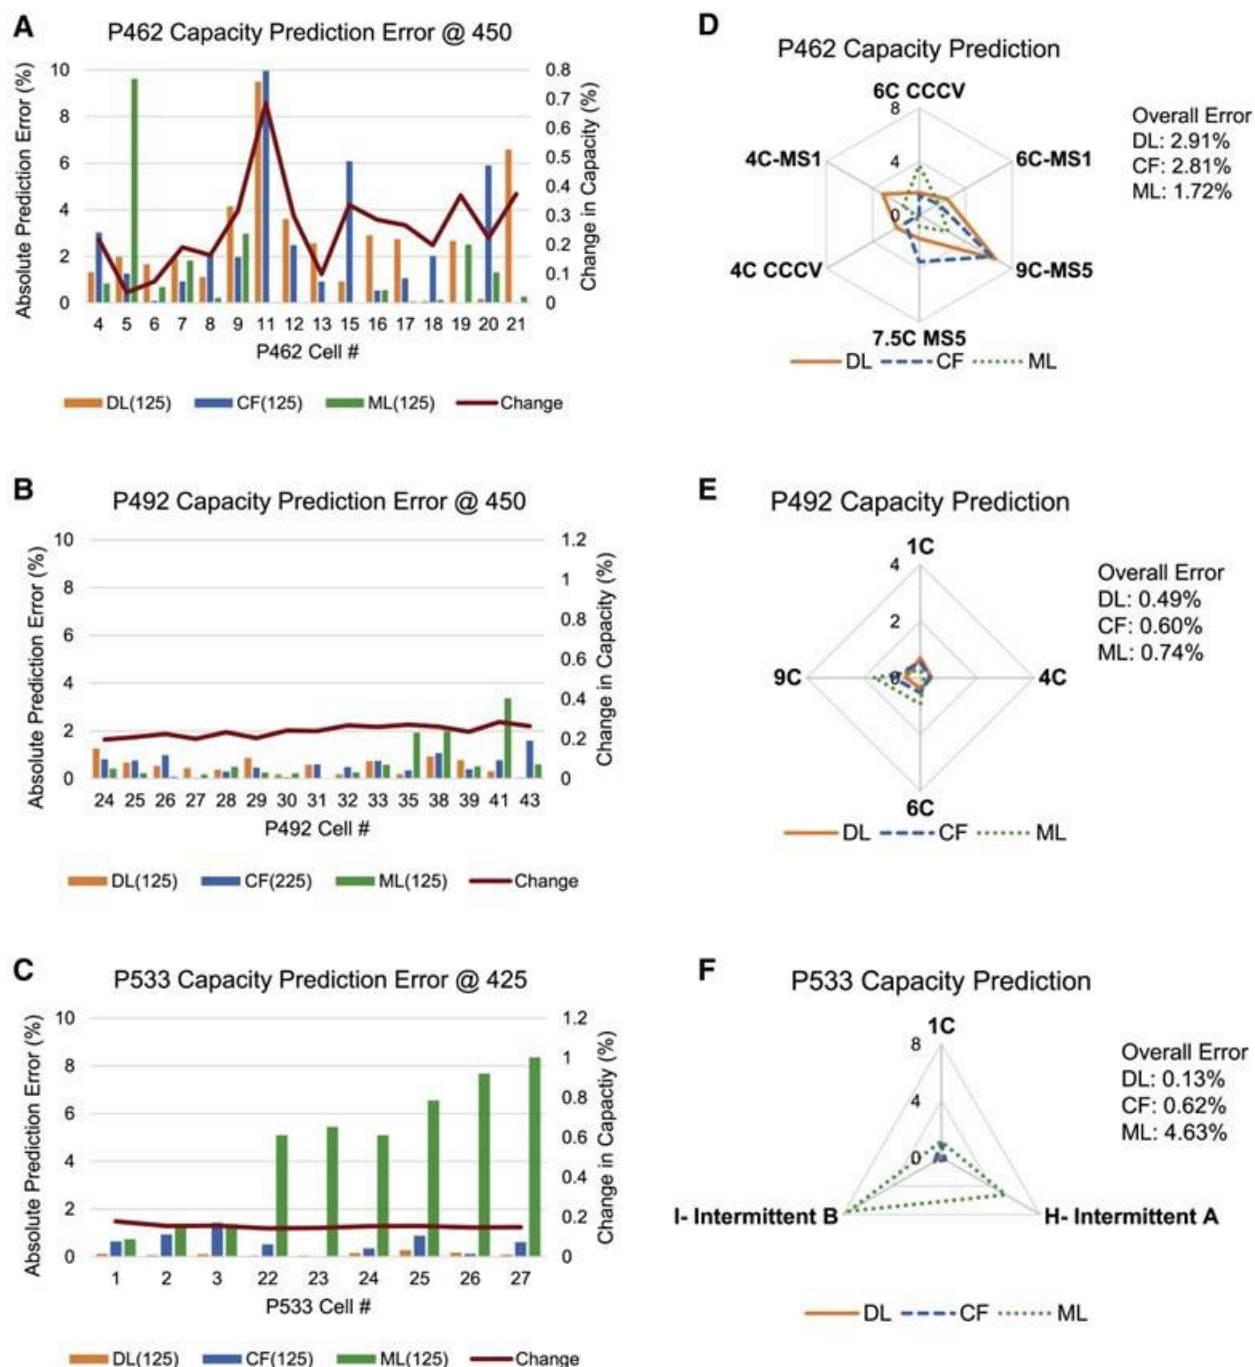 A
P462 Capacity Prediction Error @ 450
Absolute Prediction Error (%)
10
8
6
4
2
0
0.8
0.7
0.6
0.5
0.4
0.3
0.2
0.1
0
Change in Capacity (%)
4 5 6 7 8 9 11 12 13 15 16 17 18 19 20 21
P462 Cell #
DL(125) CF(125) ML(125) Change
D
P462 Capacity Prediction
6C CCCV
8
4
0
4C-MS1
6C-MS1
4C CCCV
9C-MS5
7.5C MS5
DL CF ML
Overall Error
DL: 2.91%
CF: 2.81%
ML: 1.72%
B
P492 Capacity Prediction Error @ 450
Absolute Prediction Error (%)
10
8
6
4
2
0
1.2
1
0.8
0.6
0.4
0.2
0
Change in Capacity (%)
24 25 26 27 28 29 30 31 32 33 35 38 39 41 43
P492 Cell #
DL(125) CF(225) ML(125) Change
E
P492 Capacity Prediction
1C
4
2
0
9C
4C
6C
DL CF ML
Overall Error
DL: 0.49%
CF: 0.60%
ML: 0.74%
C
P533 Capacity Prediction Error @ 425
Absolute Prediction Error (%)
10
8
6
4
2
0
1.2
1
0.8
0.6
0.4
0.2
0
Change in Capactiy (%)
1 2 3 22 23 24 25 26 27
P533 Cell #
DL(125) CF(125) ML(125) Change
F
P533 Capacity Prediction
1C
8
4
0
I- Intermittent B
H- Intermittent A
DL CF ML
Overall Error
DL: 0.13%
CF: 0.62%
ML: 4.63%